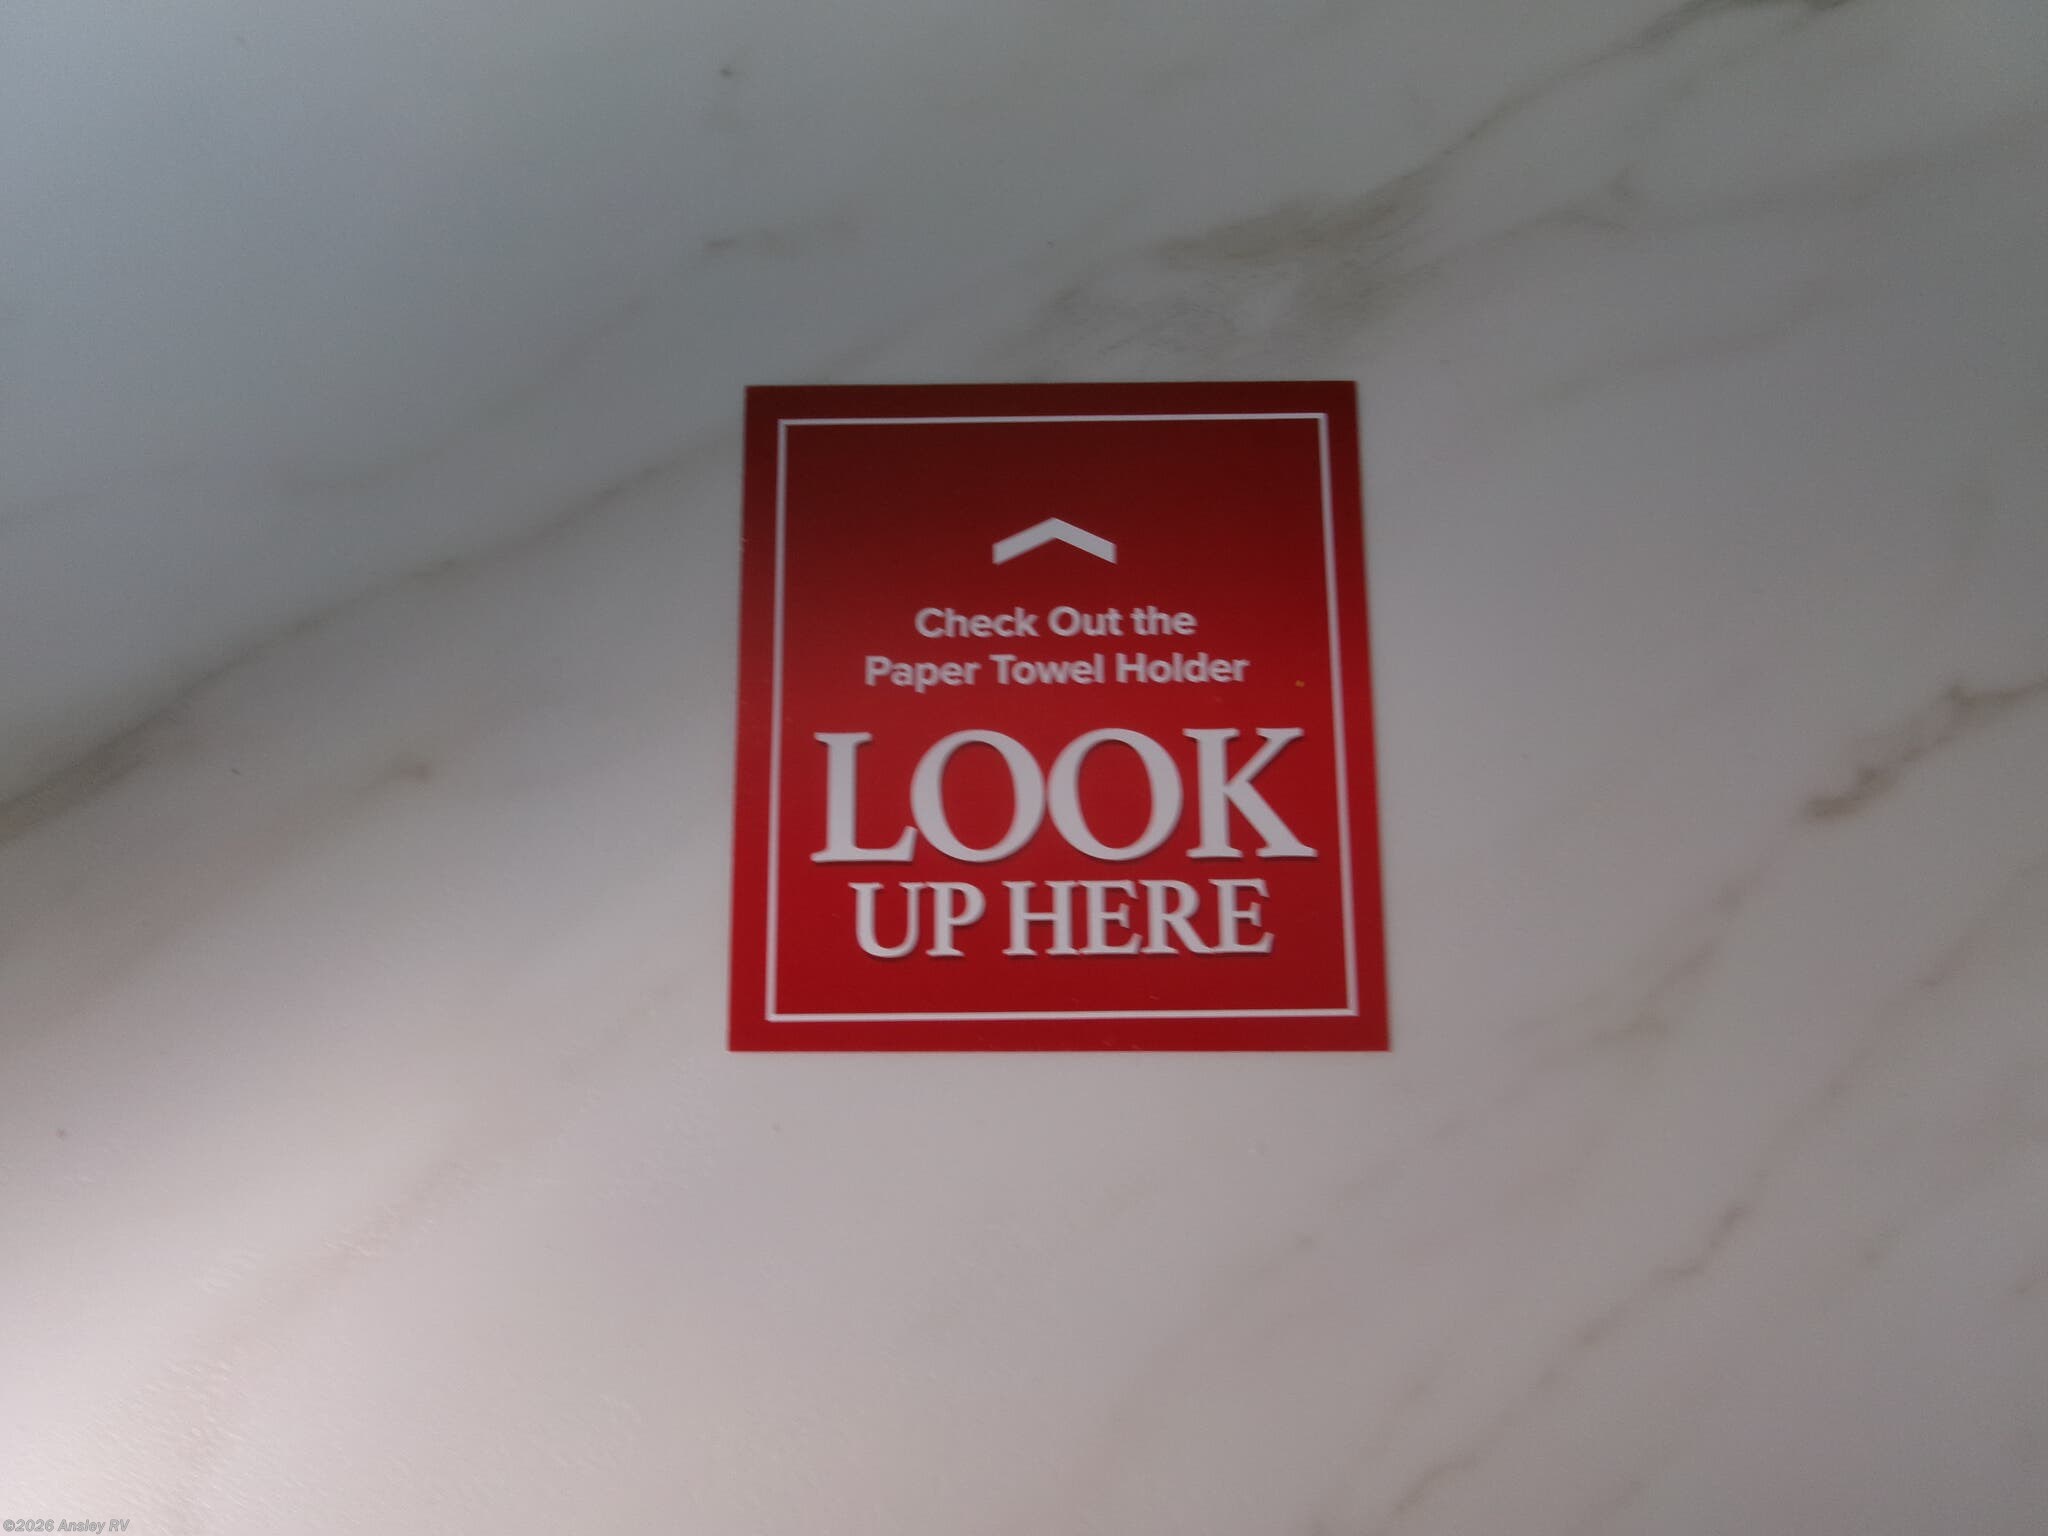 Check Out the
Paper Towel Holder
LOOK
UP HERE
©2026 Ansley RV